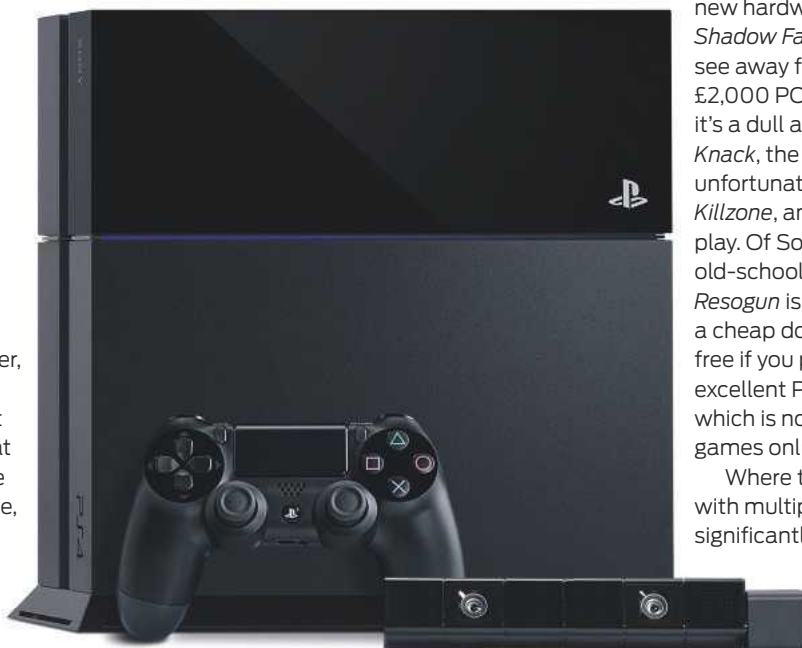 er,
t
at
e
e,
SONY
PS4
new hardw
Shadow Fa
see away f
£2,000 PC
it's a dull a
Knack, the
unfortunat
Killzone, ar
play. Of So
old-school
Resogun is
a cheap do
free if you p
excellent P
which is no
games onl
Where t
with multip
significantl